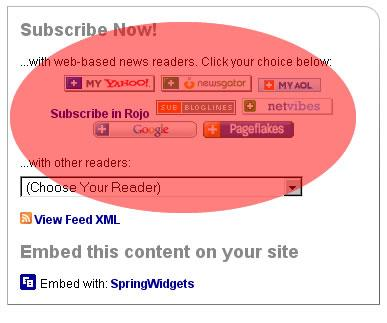 Subscribe Now!
...with web-based news readers. Click your choice below:
MY YAHOO! newsgator MY AOL
Subscribe in Rojo SUB BLOGLINES netvibes
Google Pageflakes
...with other readers:
(Choose Your Reader)
View Feed XML
Embed this content on your site
Embed with: SpringWidgets